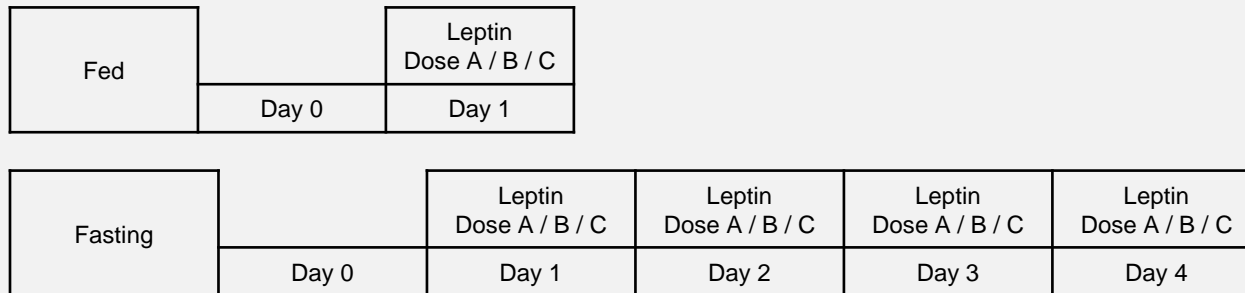 Fed
Leptin
Dose A / B / C
Day 0
Day 1
Fasting
Leptin
Dose A / B / C
Leptin
Dose A / B / C
Leptin
Dose A / B / C
Leptin
Dose A / B / C
Day 0
Day 1
Day 2
Day 3
Day 4